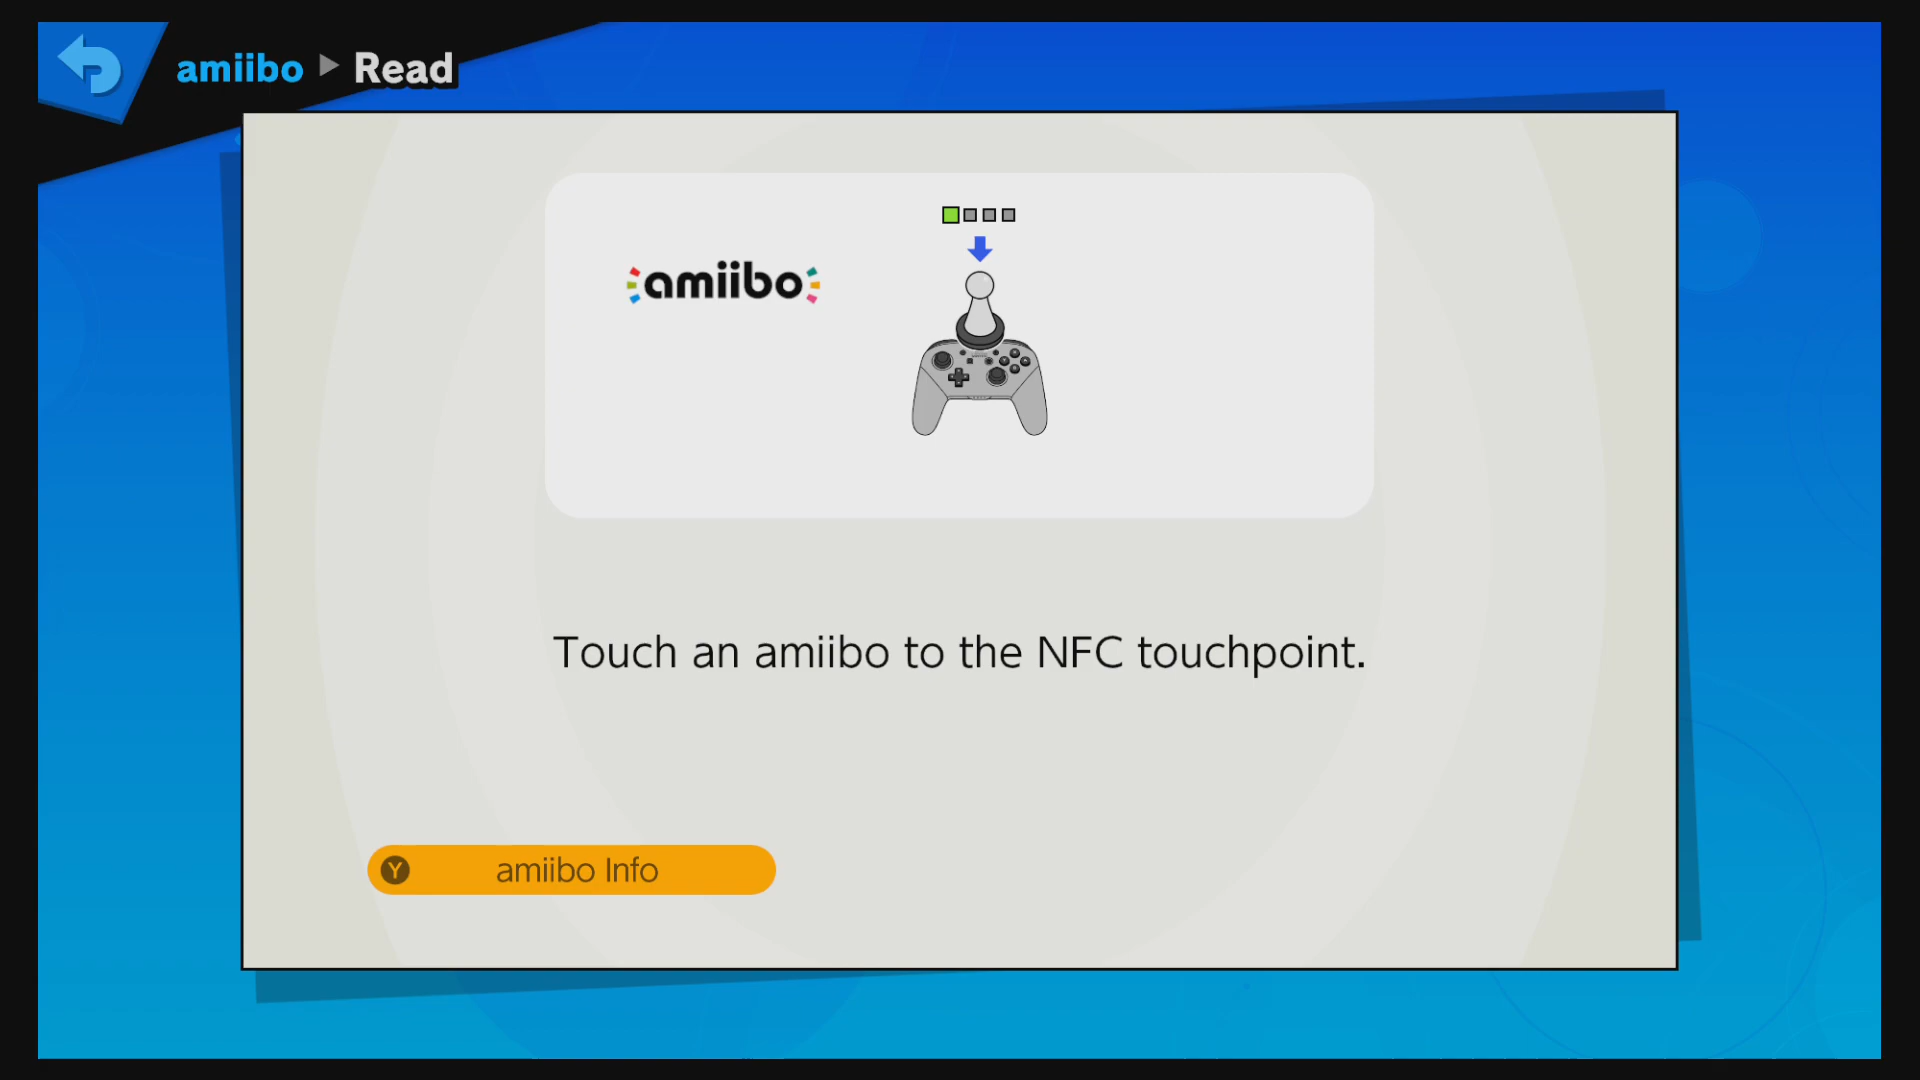 amiibo ▶ Read
amiibo
Touch an amiibo to the NFC touchpoint.
Y amiibo Info